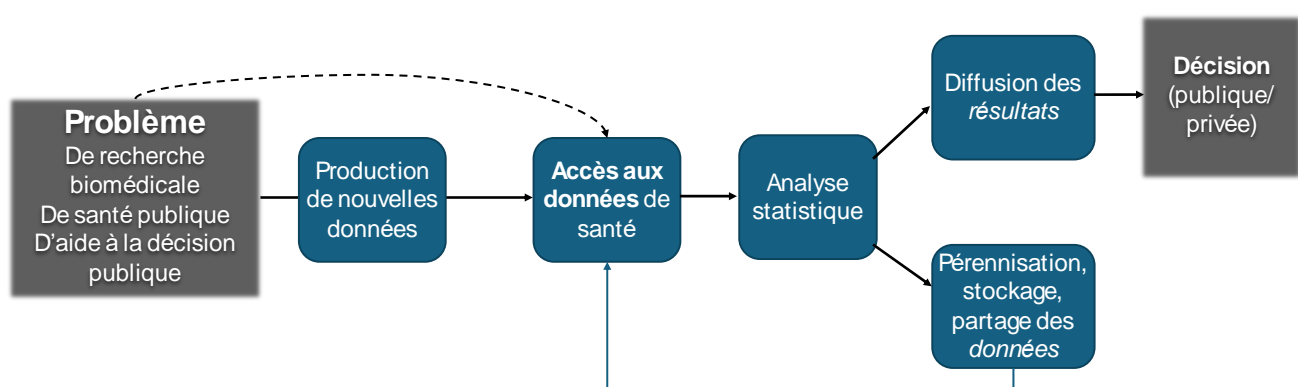 Problème
De recherche
biomédicale
De santé publique
D'aide à la décision
publique
Production
de nouvelles
données
Accès aux
données de
santé
Analyse
statistique
Diffusion des
résultats
Décision
(publique/
privée)
Pérennisation,
stockage,
partage des
données